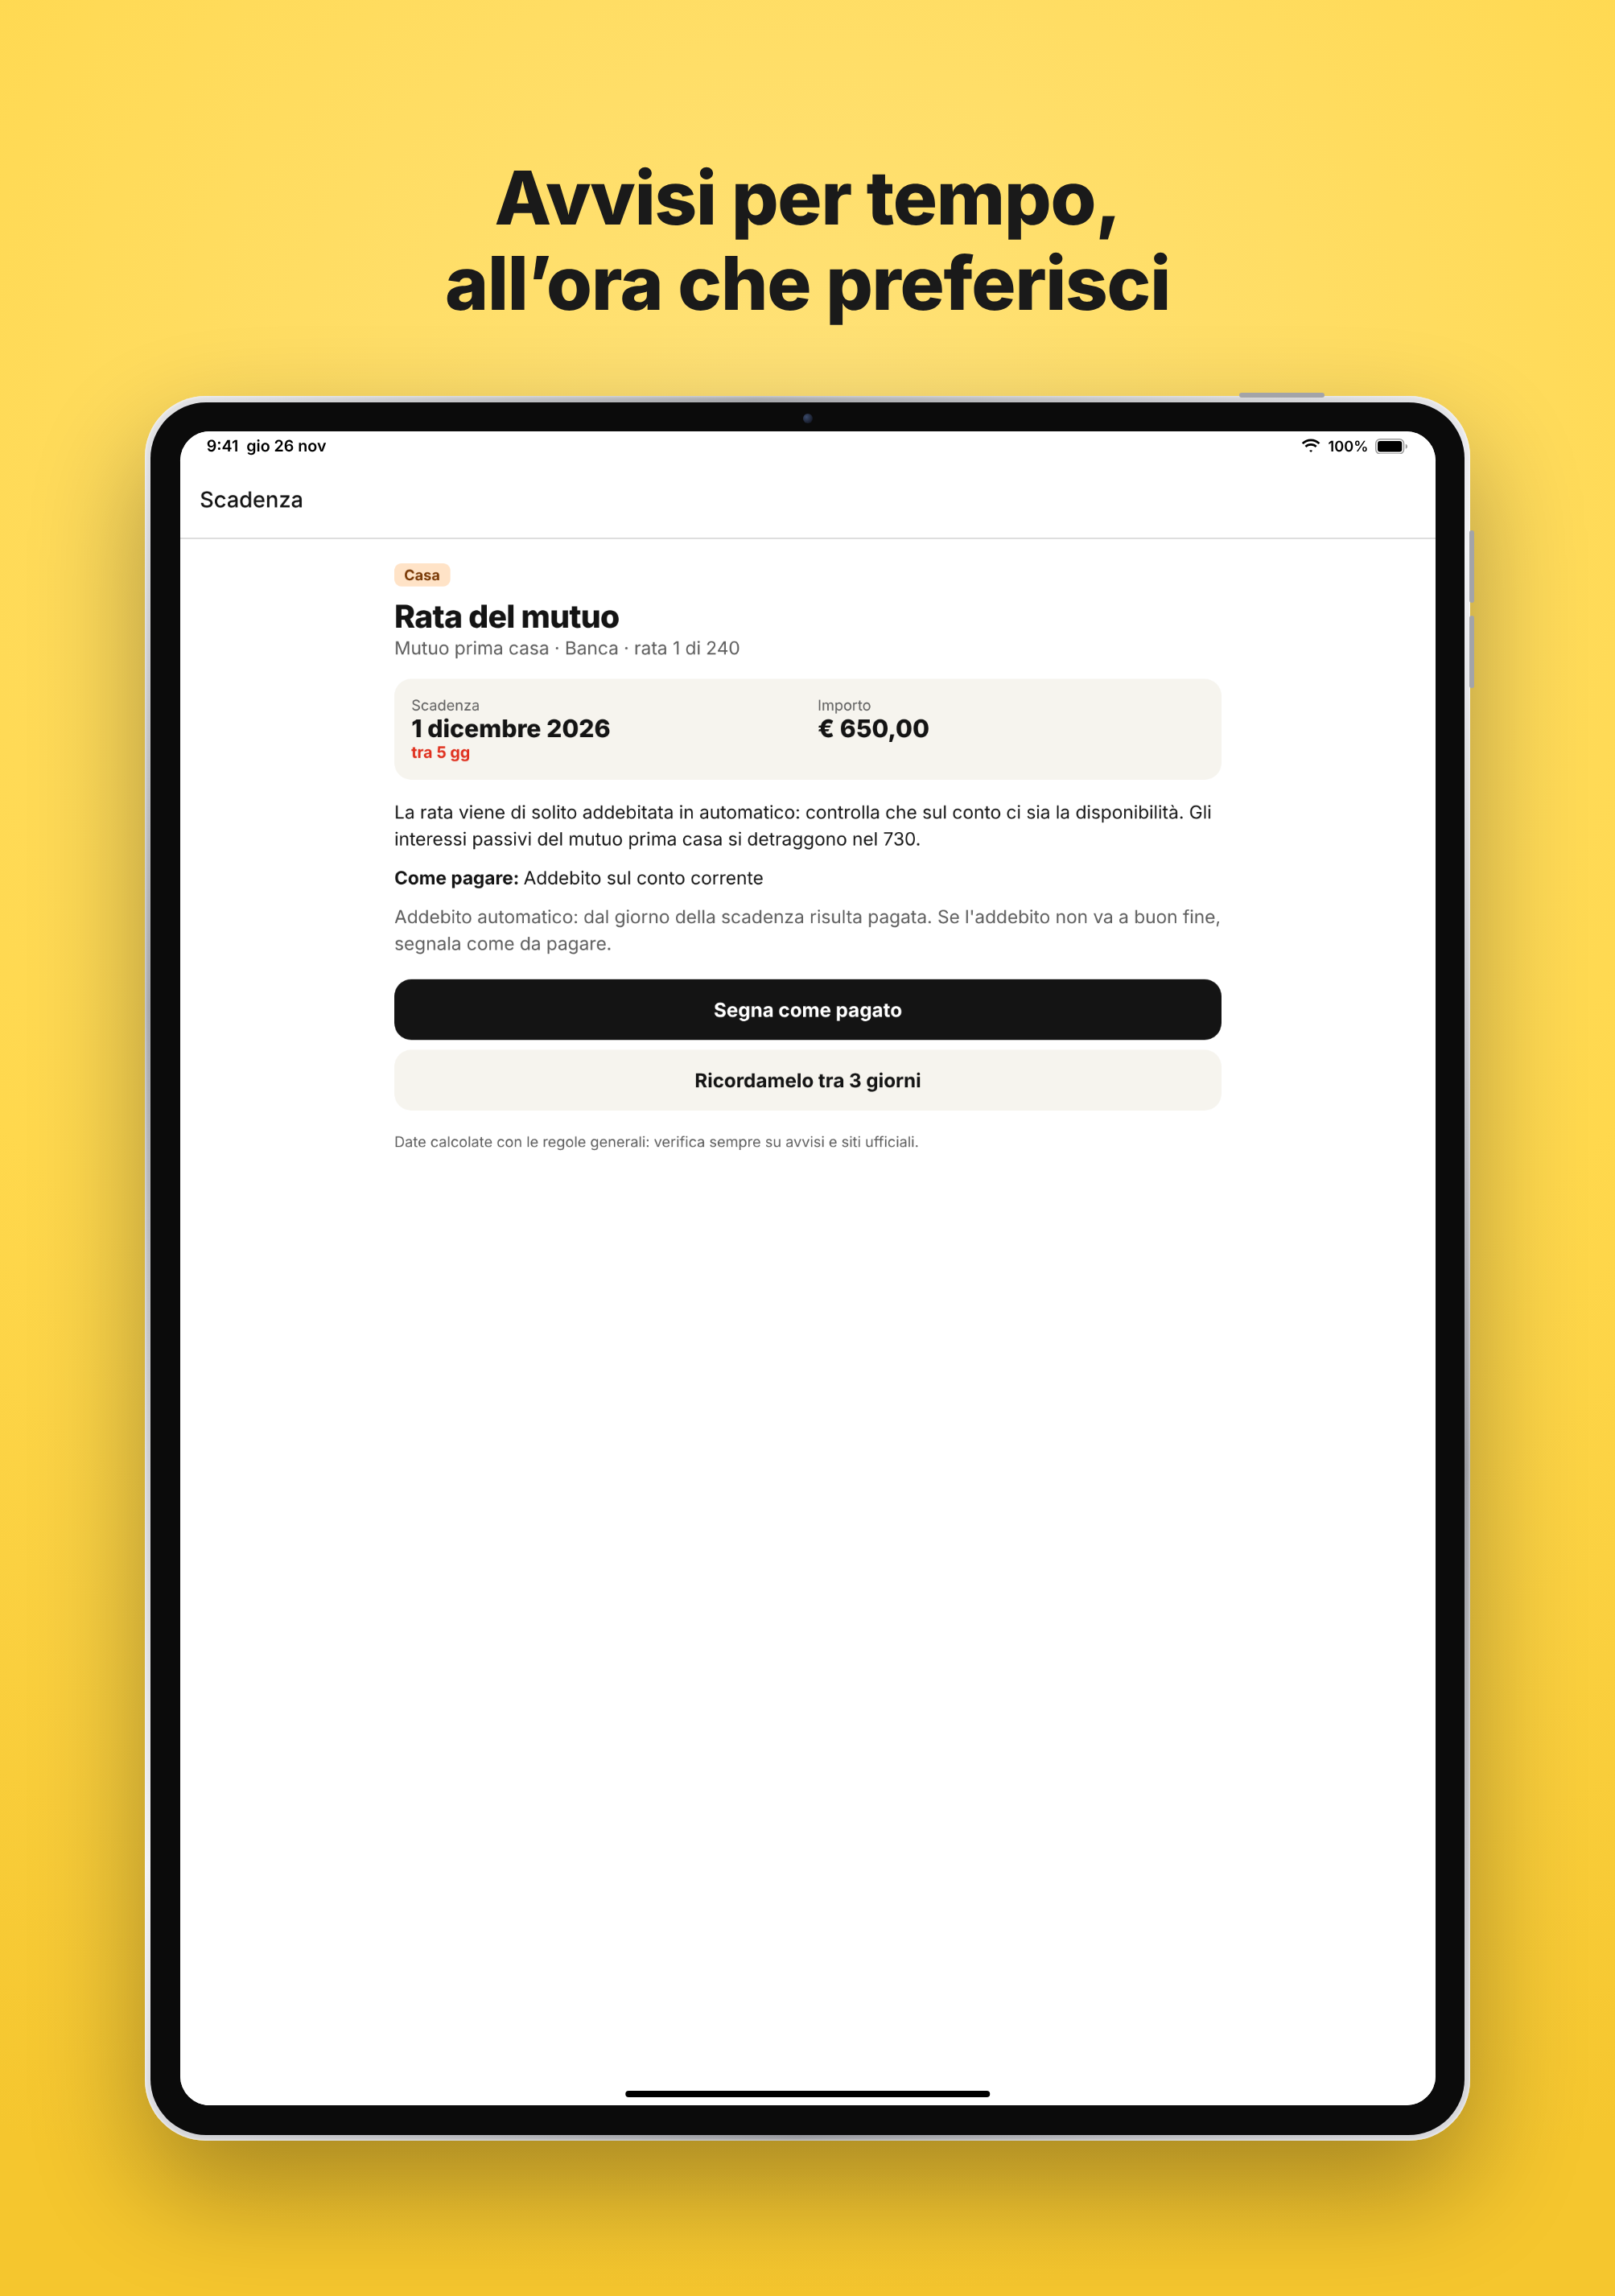 Avvisi per tempo,
all’ora che preferisci
9:41 gio 26 nov
100%
Scadenza
Casa
Rata del mutuo
Mutuo prima casa · Banca · rata 1 di 240
Scadenza
1 dicembre 2026
tra 5 gg
Importo
€ 650,00
La rata viene di solito addebitata in automatico: controlla che sul conto ci sia la disponibilità. Gli
interessi passivi del mutuo prima casa si detraggono nel 730.
Come pagare: Addebito sul conto corrente
Addebito automatico: dal giorno della scadenza risulta pagata. Se l'addebito non va a buon fine,
segnala come da pagare.
Segna come pagato
Ricordamelo tra 3 giorni
Date calcolate con le regole generali: verifica sempre su avvisi e siti ufficiali.